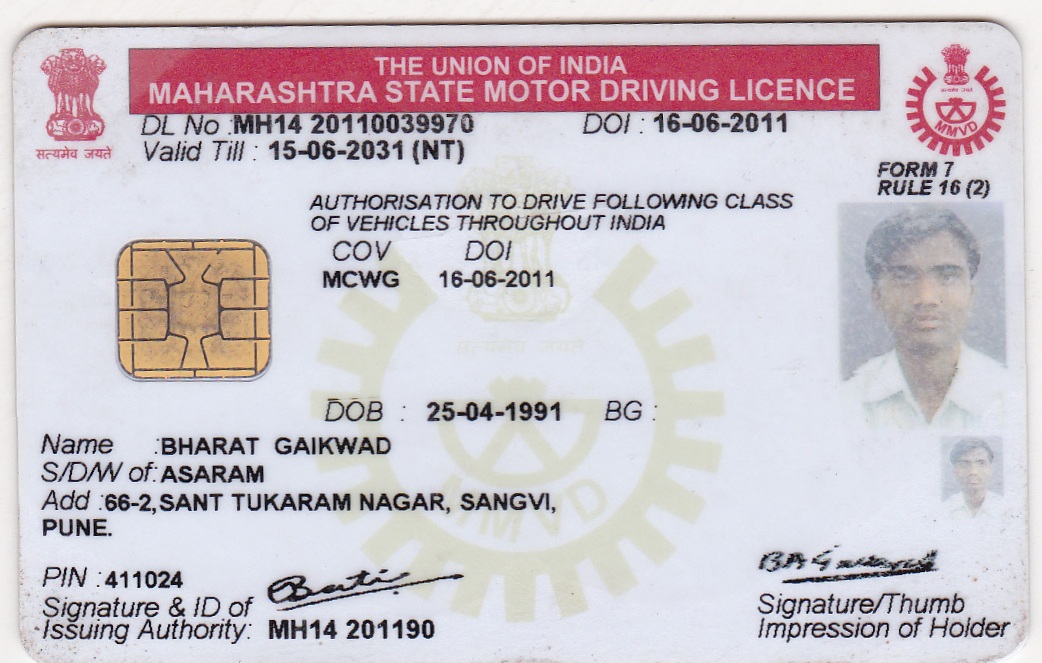 THE UNION OF INDIA
MAHARASHTRA STATE MOTOR DRIVING LICENCE
सत्यमेव जयते
DL No : MH14 20110039970 DOI : 16-06-2011
Valid Till : 15-06-2031 (NT)
MMVD
FORM 7
RULE 16 (2)
AUTHORISATION TO DRIVE FOLLOWING CLASS
OF VEHICLES THROUGHOUT INDIA
COV DOI
MCWG 16-06-2011
सत्यमेव जयते
DOB : 25-04-1991 BG :
Name : BHARAT GAIKWAD
S/D/W of : ASARAM
Add : 66-2, SANT TUKARAM NAGAR, SANGVI,
PUNE.
MMVD
PIN : 411024
Signature & ID of
Issuing Authority: MH14 201190
Signature/Thumb
Impression of Holder